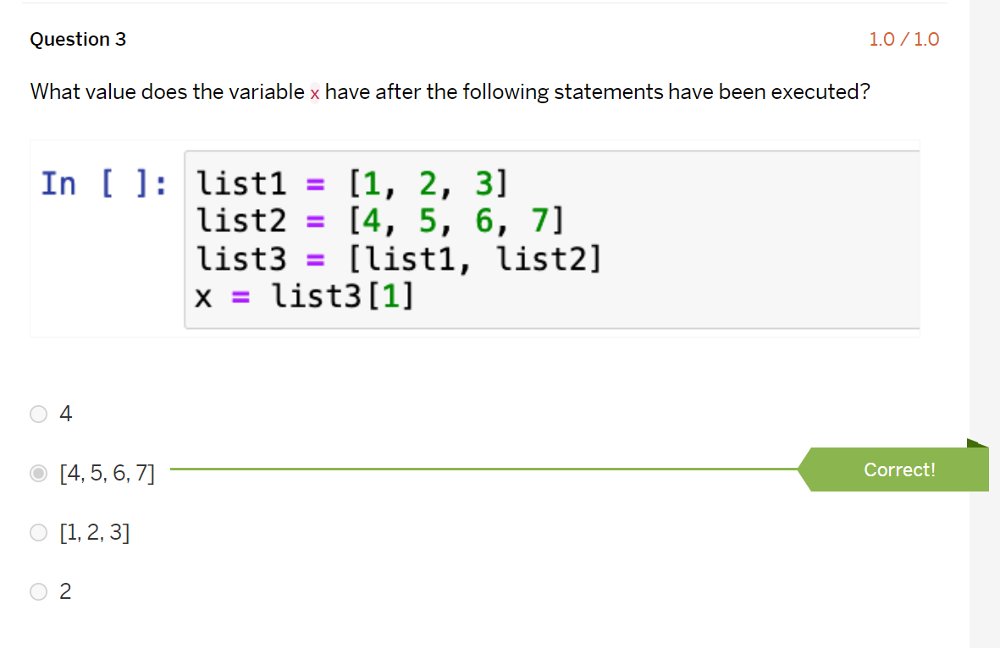 Question 3
1.0 / 1.0
What value does the variable x have after the following statements have been executed?
In [ ]: list1 = [1, 2, 3]
list2 = [4, 5, 6, 7]
list3 = [list1, list2]
x = list3[1]
4
[4, 5, 6, 7]
Correct!
[1, 2, 3]
2